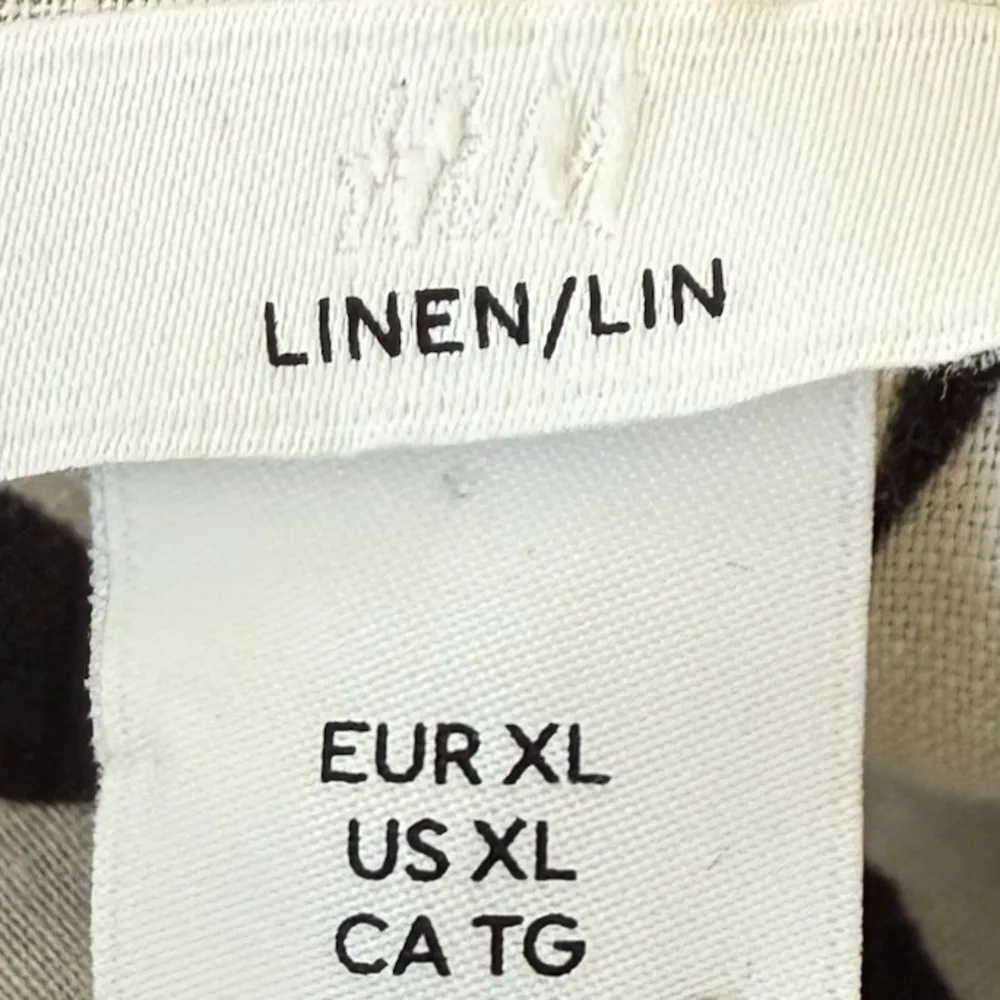 H&M
LINEN/LIN
EUR XL
US XL
CA TG